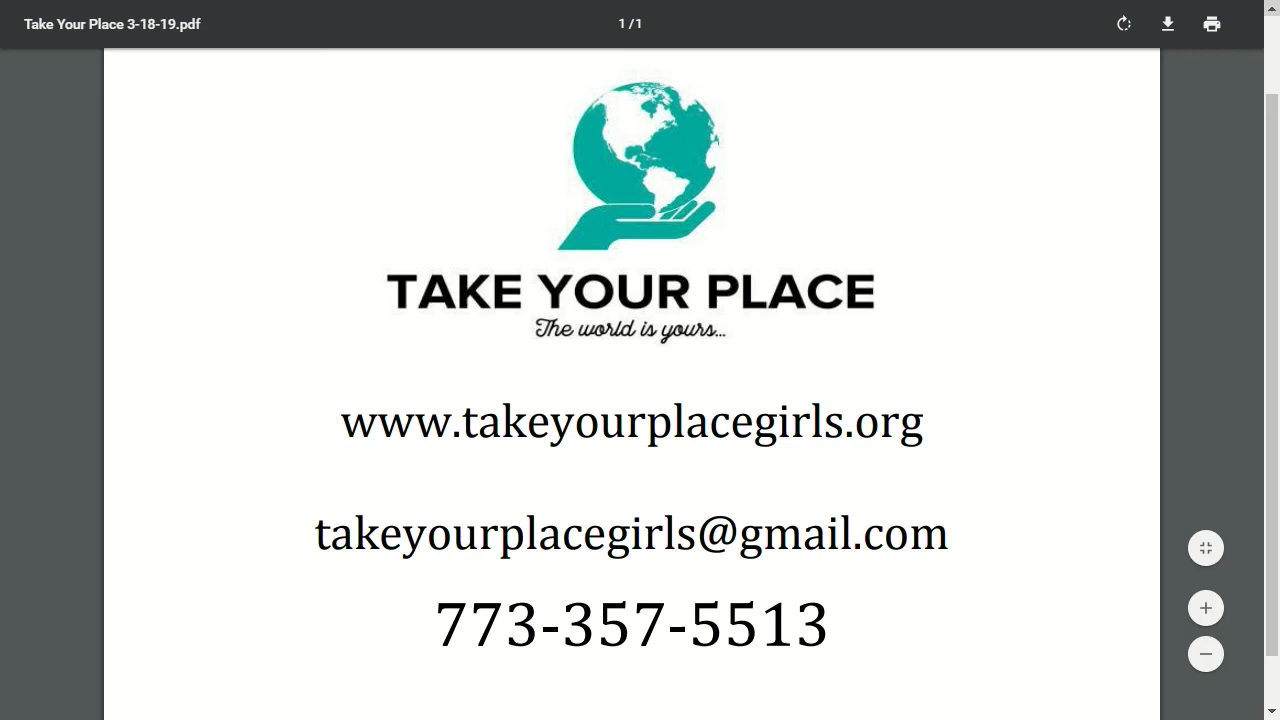 Take Your Place 3-18-19.pdf
1 / 1
TAKE YOUR PLACE
The world is yours...
www.takeyourplacegirls.org
takeyourplacegirls@gmail.com
773-357-5513